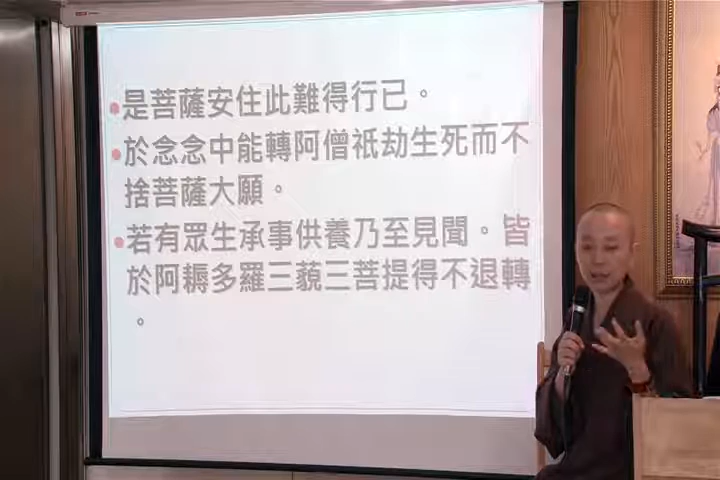 •是菩薩安住此難得行已。
•於念念中能轉阿僧祇劫生死而不
捨菩薩大願。
•若有眾生承事供養乃至見聞。皆
於阿耨多羅三藐三菩提得不退轉
。